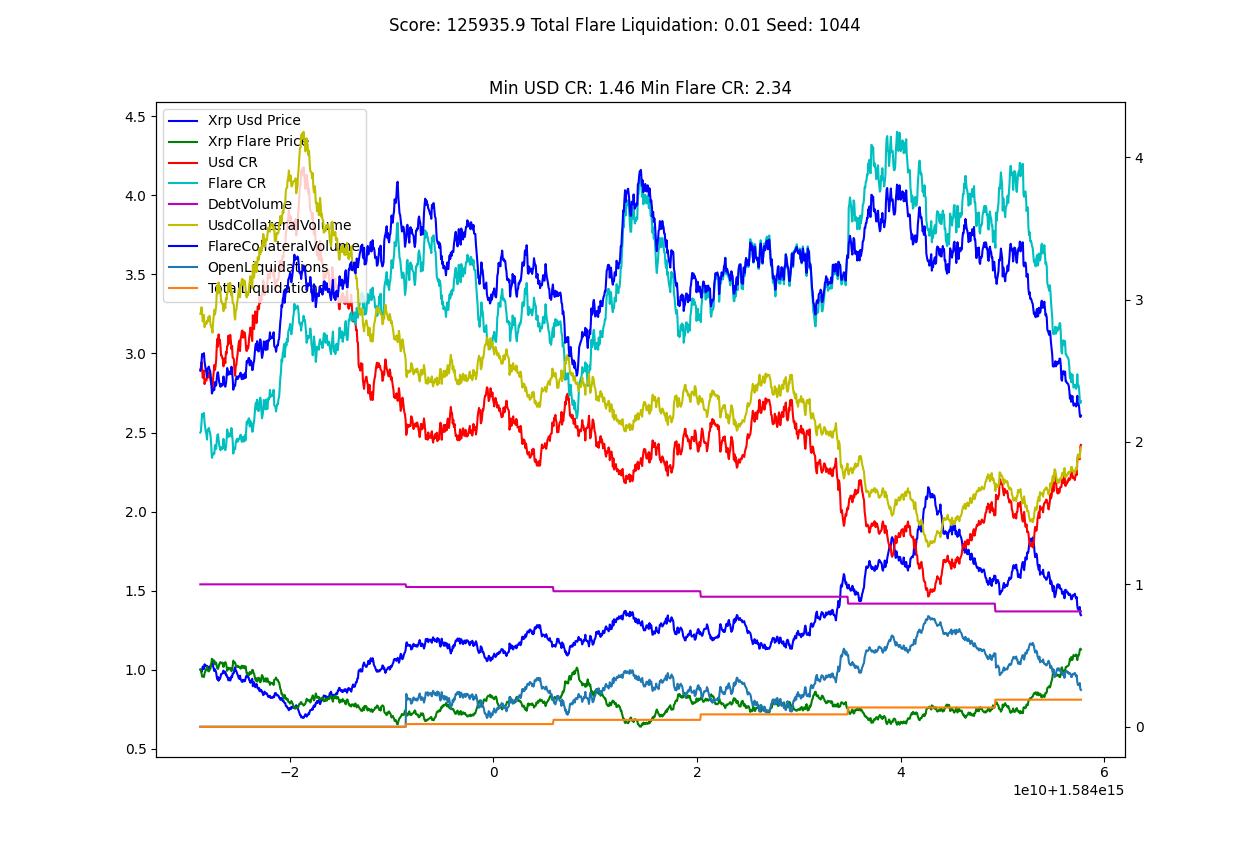 Score: 125935.9 Total Flare Liquidation: 0.01 Seed: 1044
Min USD CR: 1.46 Min Flare CR: 2.34
4.5
4.0
3.5
3.0
2.5
2.0
1.5
1.0
0.5
Xrp Usd Price
Xrp Flare Price
Usd CR
Flare CR
DebtVolume
UsdCollateralVolume
FlareCollateralVolume
OpenLiquidations
TotalLiquidations
4
3
2
1
0
−2 0 2 4 6
1e10+1.584e15